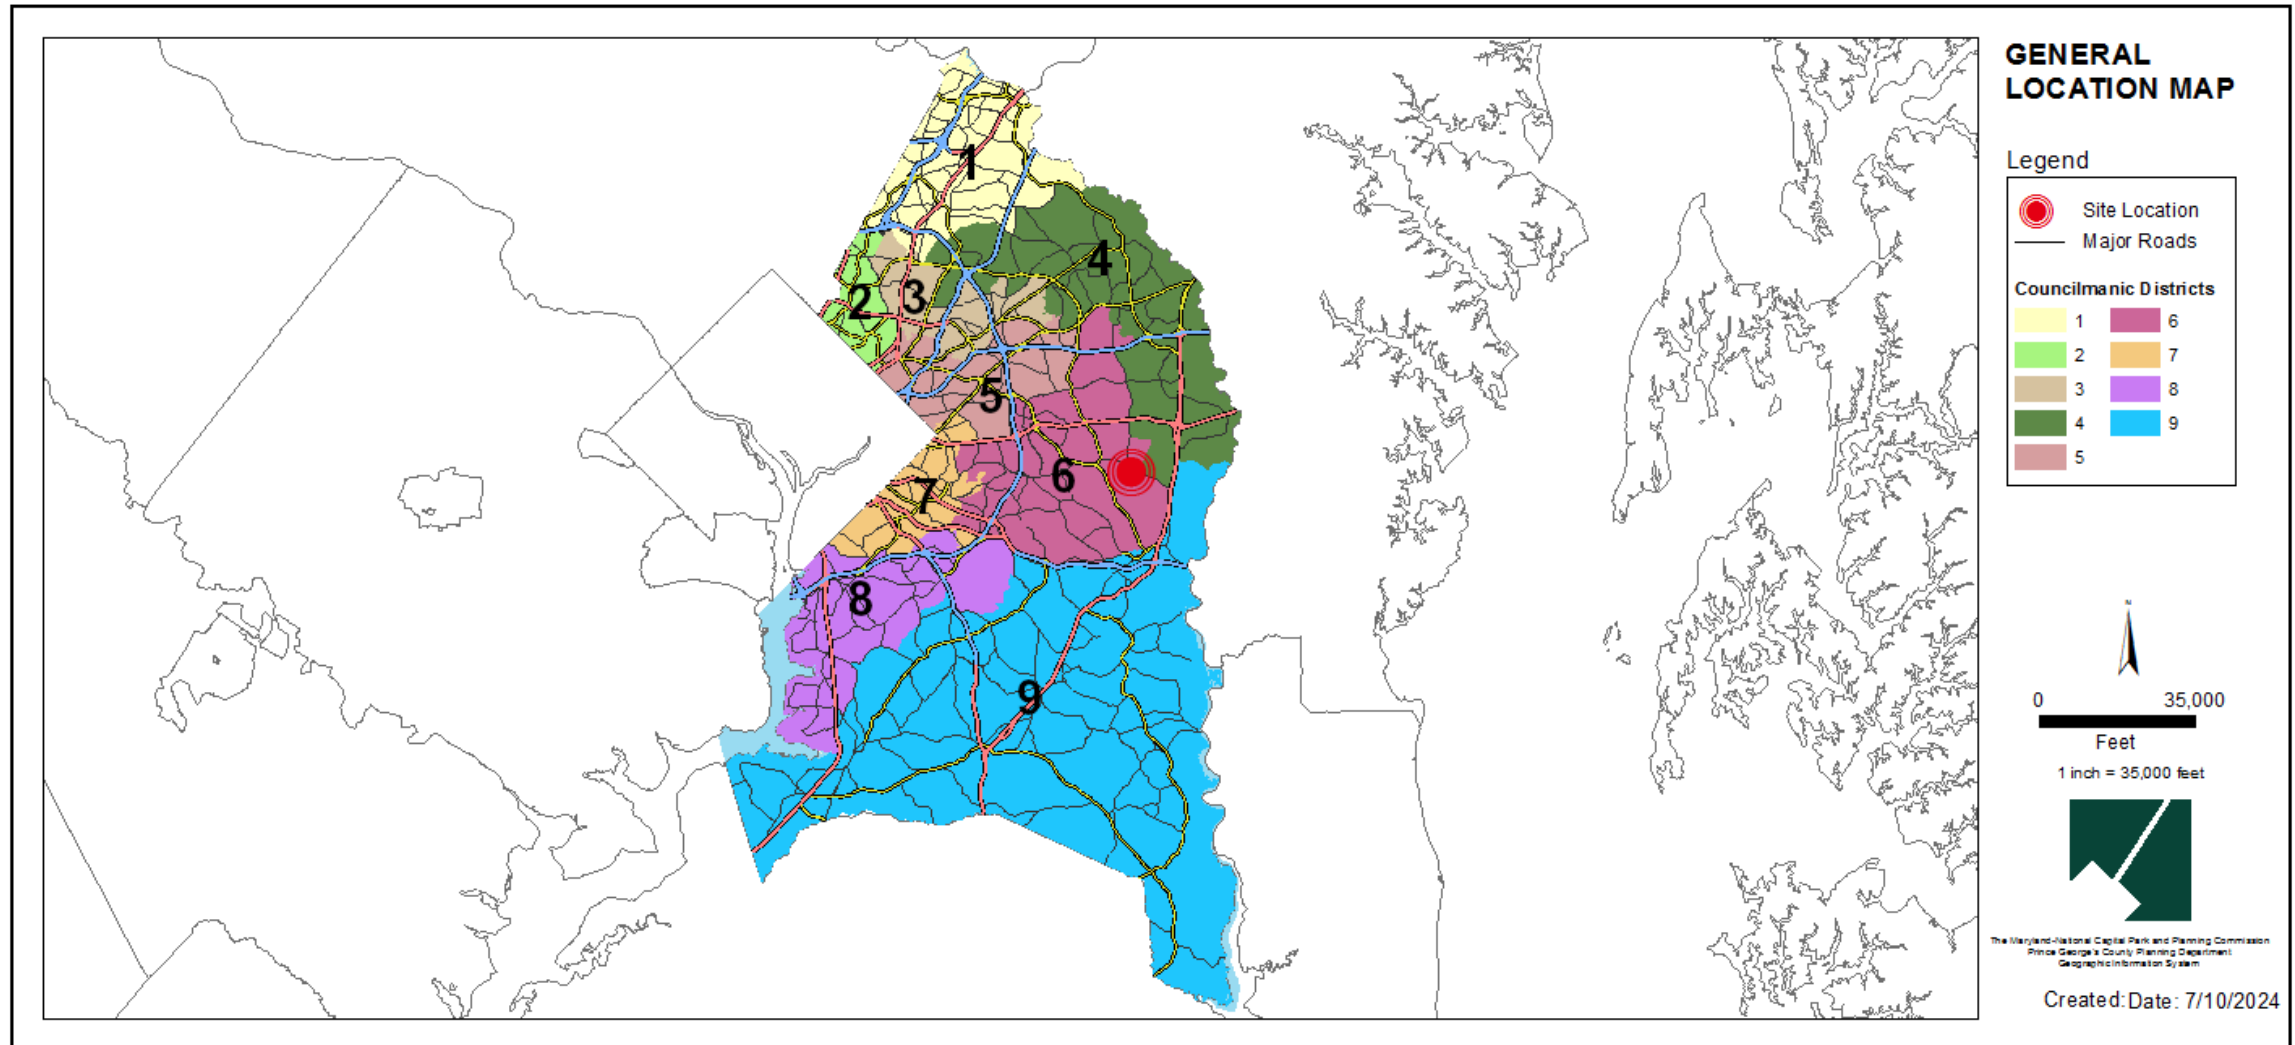 GENERAL
LOCATION MAP
Legend
Site Location
Major Roads
Councilmanic Districts
1 6
2 7
3 8
4 9
5
1
4
2
3
5
6
7
8
9
N
0 35,000
Feet
1 inch = 35,000 feet
The Maryland-National Capital Park and Planning Commission
Prince George's County Planning Department
Geographic Information System
Created: Date: 7/10/2024